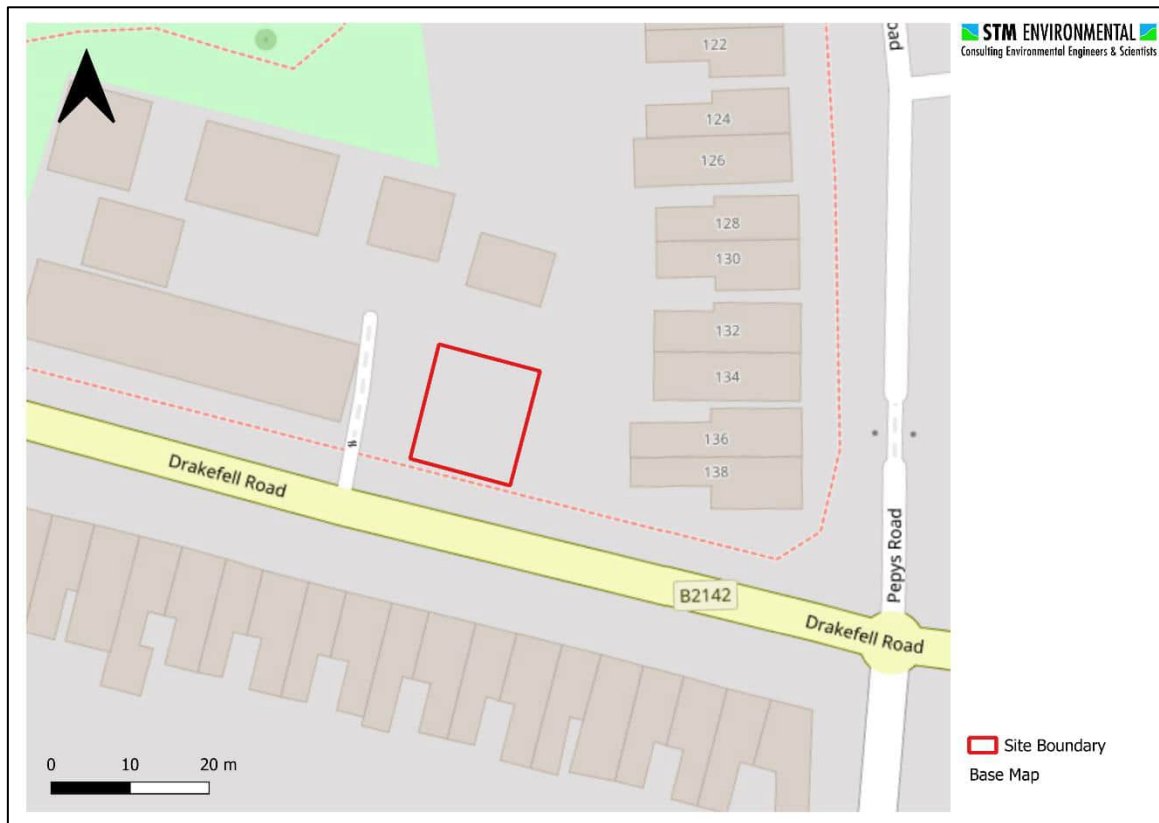 STM ENVIRONMENTAL
Consulting Environmental Engineers & Scientists
122
124
126
128
130
132
134
136
138
Drakefell Road
B2142
Drakefell Road
Pepys Road
0 10 20 m
Site Boundary
Base Map